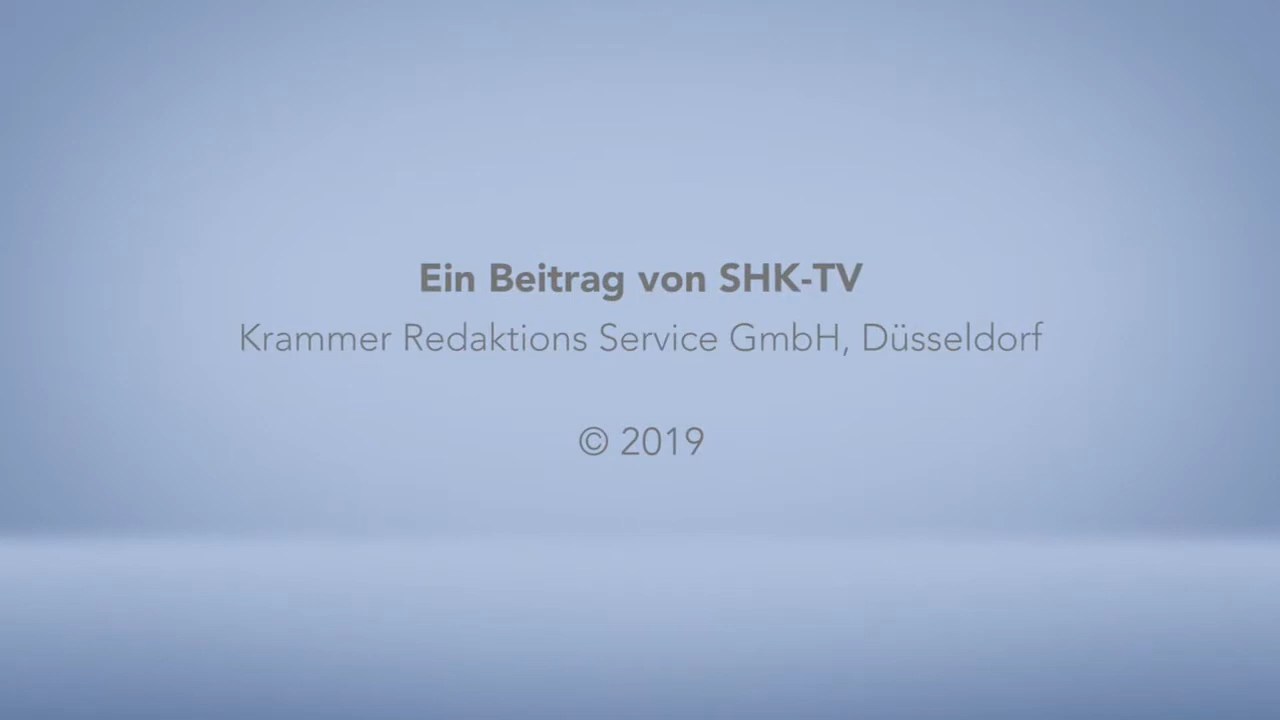 Ein Beitrag von SHK-TV
Krammer Redaktions Service GmbH, Düsseldorf
© 2019